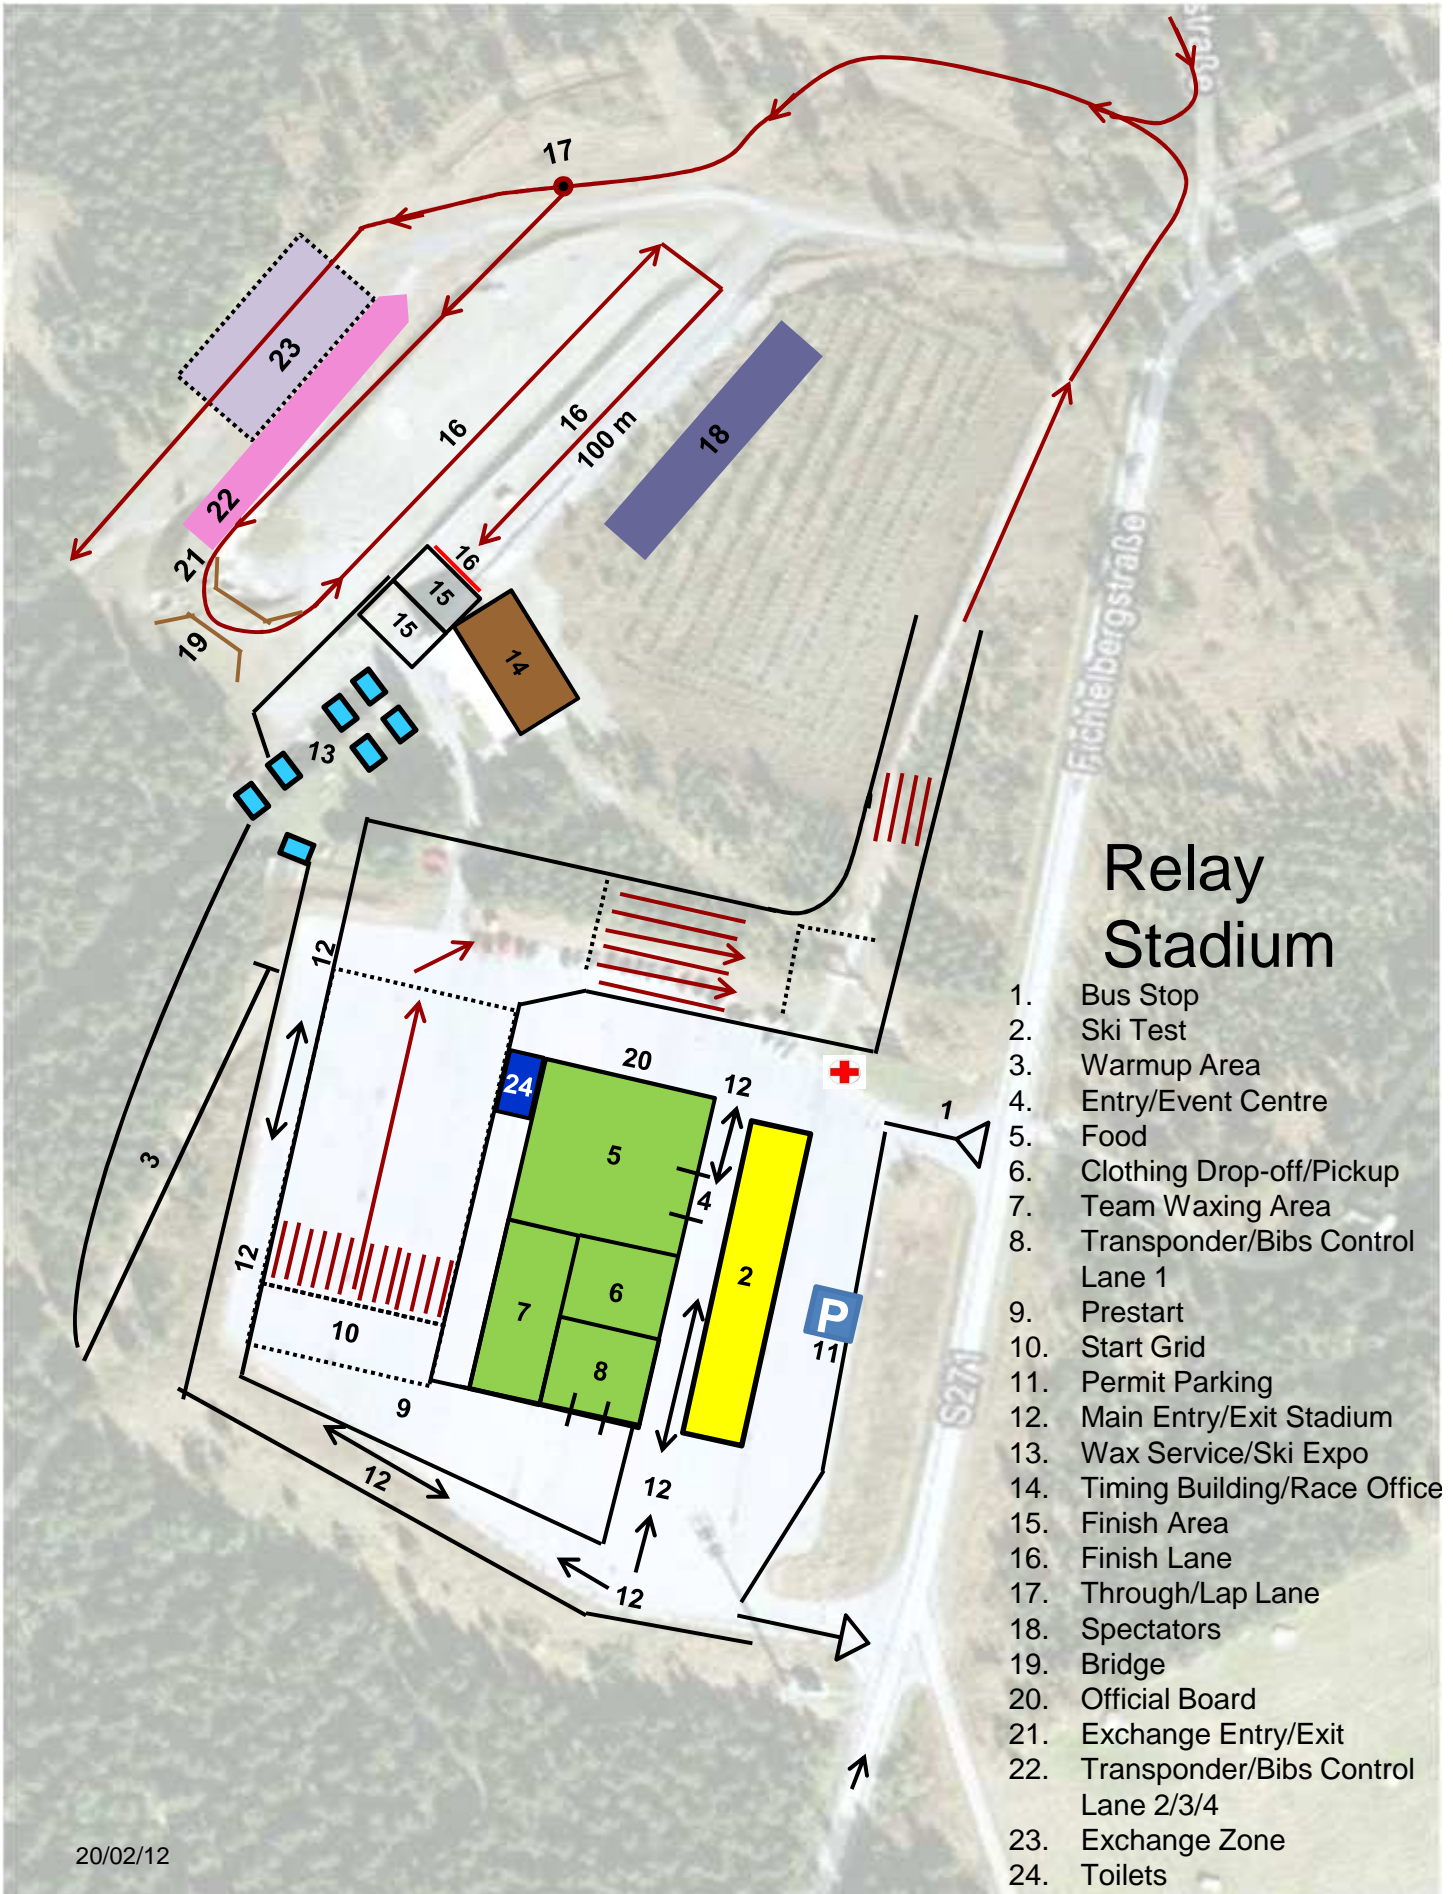 straße
17
23
16
16
100 m
18
22
21
16
15
15
19
14
13
Fichtelbergstraße
Relay
Stadium
12
20
12
24
1
5
3
4
12
2
6
7
P
10
11
8
9
S271
12
12
12
1. Bus Stop
2. Ski Test
3. Warmup Area
4. Entry/Event Centre
5. Food
6. Clothing Drop-off/Pickup
7. Team Waxing Area
8. Transponder/Bibs Control
Lane 1
9. Prestart
10. Start Grid
11. Permit Parking
12. Main Entry/Exit Stadium
13. Wax Service/Ski Expo
14. Timing Building/Race Office
15. Finish Area
16. Finish Lane
17. Through/Lap Lane
18. Spectators
19. Bridge
20. Official Board
21. Exchange Entry/Exit
22. Transponder/Bibs Control
Lane 2/3/4
23. Exchange Zone
24. Toilets
20/02/12